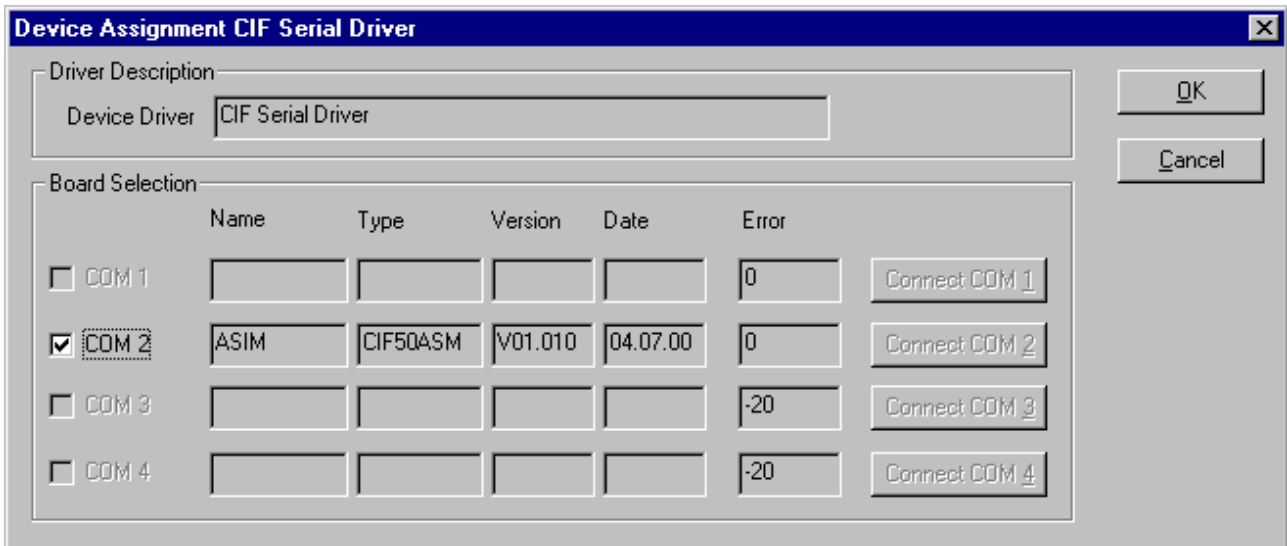 Device Assignment CIF Serial Driver
Driver Description
Device Driver CIF Serial Driver
OK
Cancel
Board Selection
Name Type Version Date Error
COM 1 0 Connect COM 1
COM 2 ASIM CIF50ASM V01.010 04.07.00 0 Connect COM 2
COM 3 -20 Connect COM 3
COM 4 -20 Connect COM 4